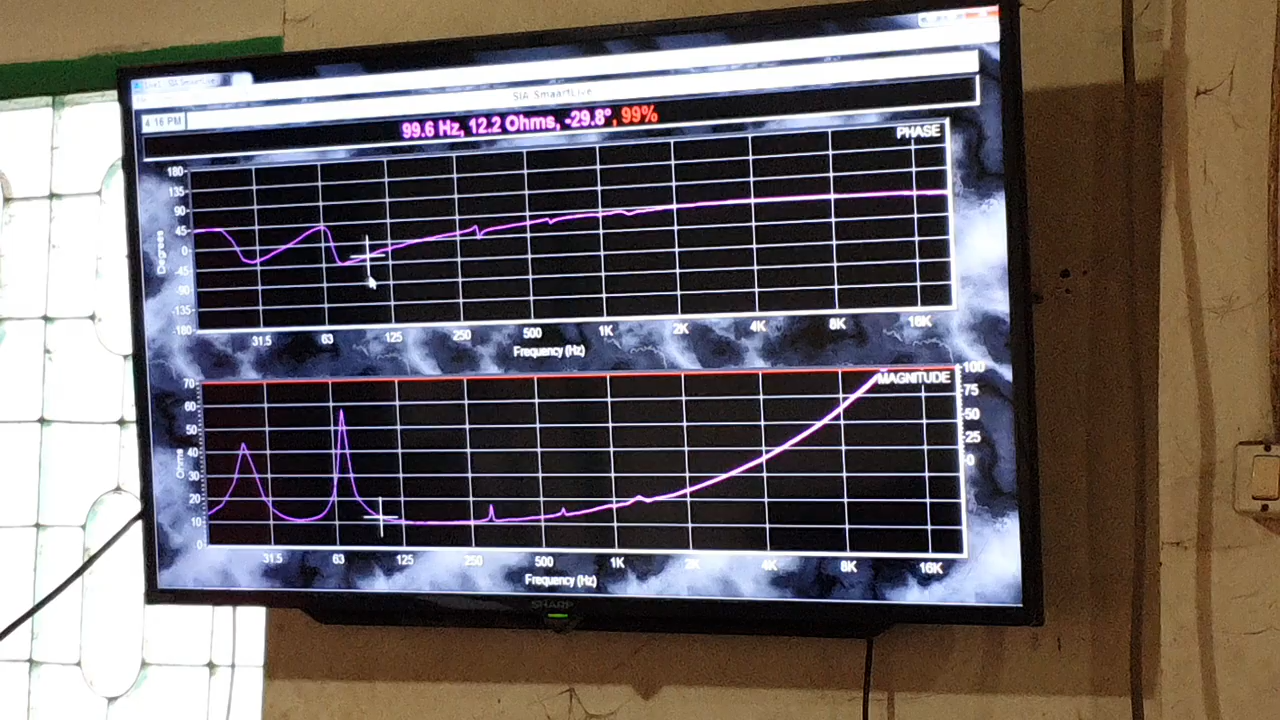 SIA SmaartLive
4:16 PM
99.6 Hz, 12.2 Ohms, -29.8°, 99%
PHASE
180
135
90
45
0
-45
-90
-135
-180
Degrees
31.5 63 125 250 500 1K 2K 4K 8K 16K
Frequency (Hz)
MAGNITUDE
70
60
50
40
30
20
10
0
Ohms
100
75
50
25
0
31.5 63 125 250 500 1K 2K 4K 8K 16K
Frequency (Hz)
SHARP